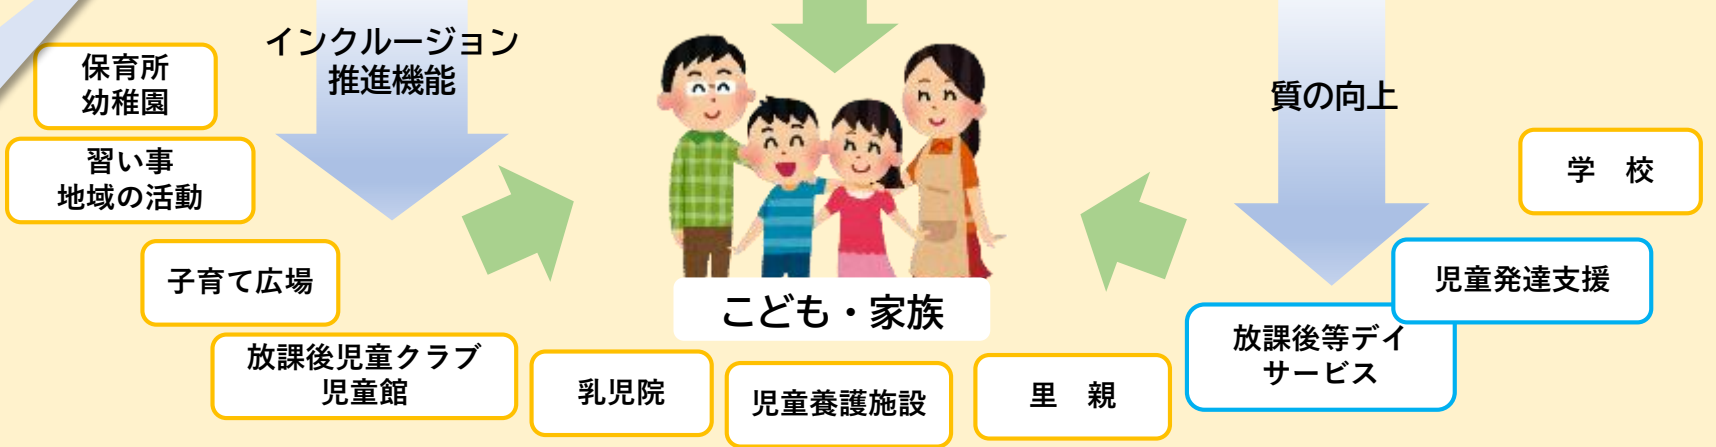 インクルージョン
推進機能
質の向上
保育所
幼稚園
習い事
地域の活動
子育て広場
放課後児童クラブ
児童館
乳児院
児童養護施設
里　親
こども・家族
放課後等デイ
サービス
児童発達支援
学　校